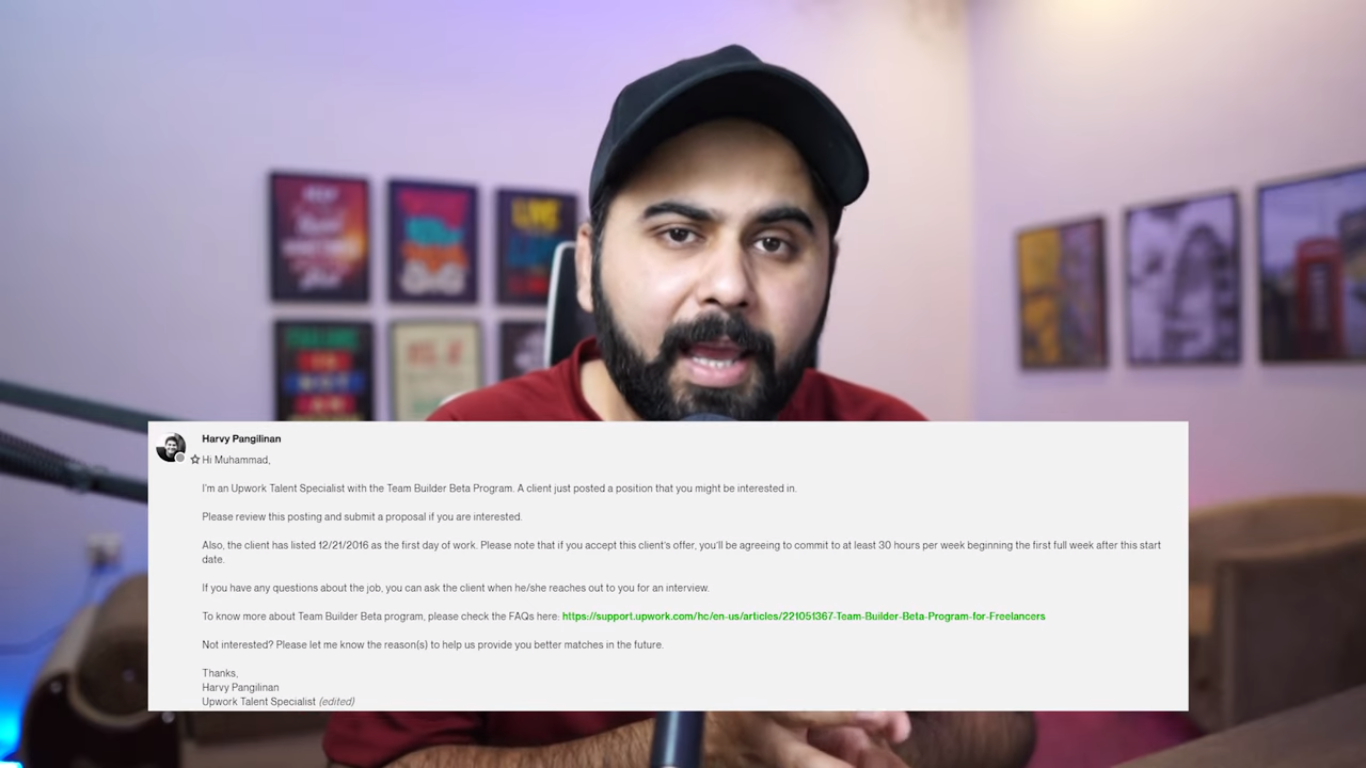 Harvy Pangilinan
Hi Muhammad,
I'm an Upwork Talent Specialist with the Team Builder Beta Program. A client just posted a position that you might be interested in.
Please review this posting and submit a proposal if you are interested.
Also, the client has listed 12/21/2016 as the first day of work. Please note that if you accept this client's offer, you'll be agreeing to commit to at least 30 hours per week beginning the first full week after this start
date.
If you have any questions about the job, you can ask the client when he/she reaches out to you for an interview.
To know more about Team Builder Beta program, please check the FAQs here: https://support.upwork.com/hc/en-us/articles/221051367-Team-Builder-Beta-Program-for-Freelancers
Not interested? Please let me know the reason(s) to help us provide you better matches in the future.
Thanks,
Harvy Pangilinan
Upwork Talent Specialist (edited)
LIVE